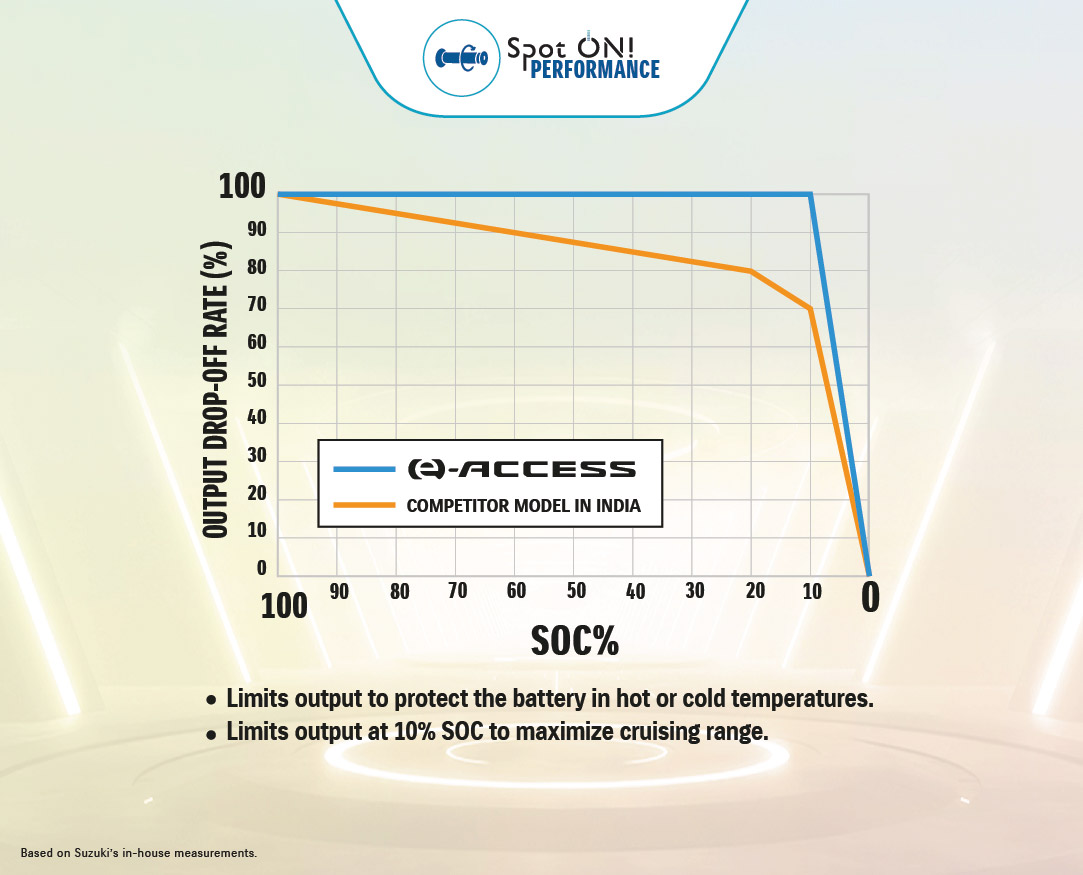 Spot ON!
PERFORMANCE
OUTPUT DROP-OFF RATE (%)
100
90
80
70
60
50
40
30
20
10
0
e-ACCESS
COMPETITOR MODEL IN INDIA
100 90 80 70 60 50 40 30 20 10 0
SOC%
• Limits output to protect the battery in hot or cold temperatures.
• Limits output at 10% SOC to maximize cruising range.
Based on Suzuki's in-house measurements.